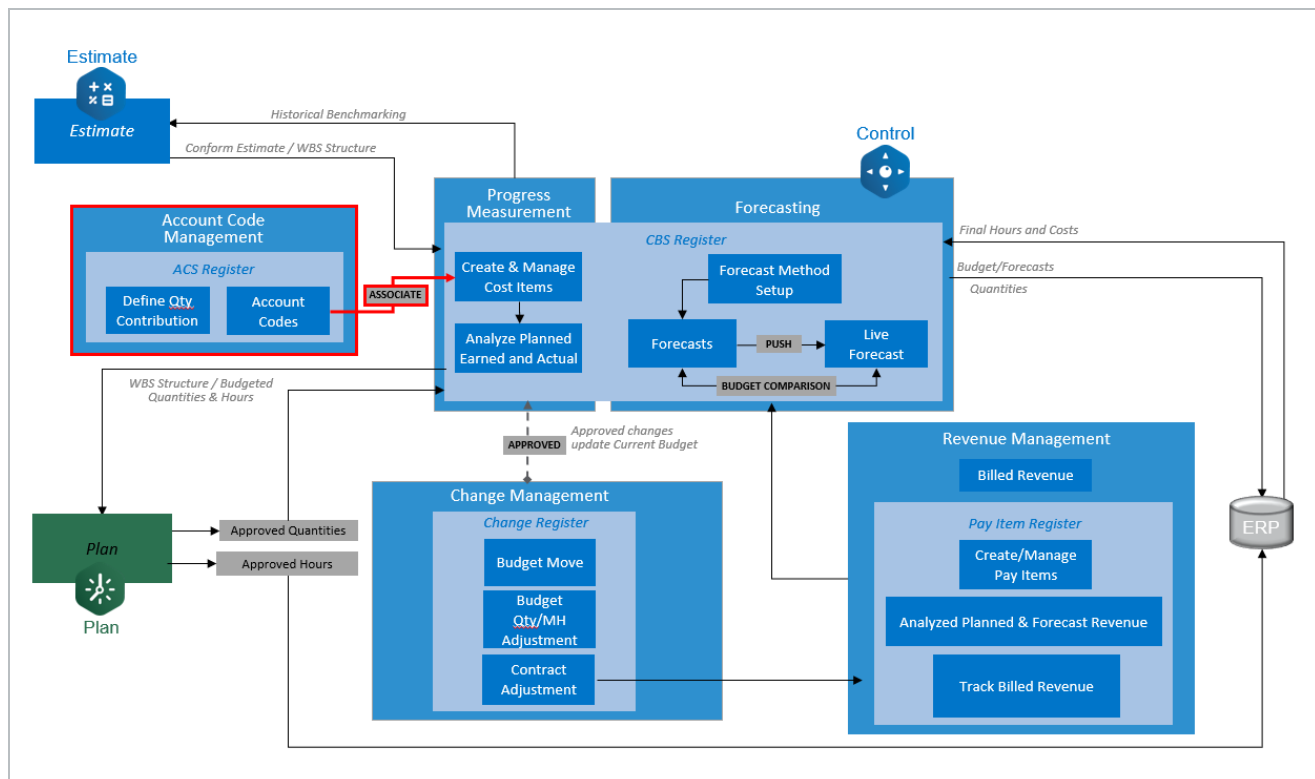 Estimate
Estimate
Historical Benchmarking
Conform Estimate / WBS Structure
Control
Account Code
Management
ACS Register
Define Qty
Contribution
Account
Codes
ASSOCIATE
Progress
Measurement
Forecasting
CBS Register
Create & Manage
Cost Items
Analyze Planned
Earned and Actual
Forecast Method
Setup
Forecasts
PUSH
Live
Forecast
BUDGET COMPARISON
Final Hours and Costs
Budget/Forecasts
Quantities
WBS Structure / Budgeted
Quantities & Hours
APPROVED
Approved changes
update Current Budget
Plan
Plan
Approved Quantities
Approved Hours
Change Management
Change Register
Budget Move
Budget
Qty/MH
Adjustment
Contract
Adjustment
Revenue Management
Billed Revenue
Pay Item Register
Create/Manage
Pay Items
Analyzed Planned & Forecast Revenue
Track Billed Revenue
ERP